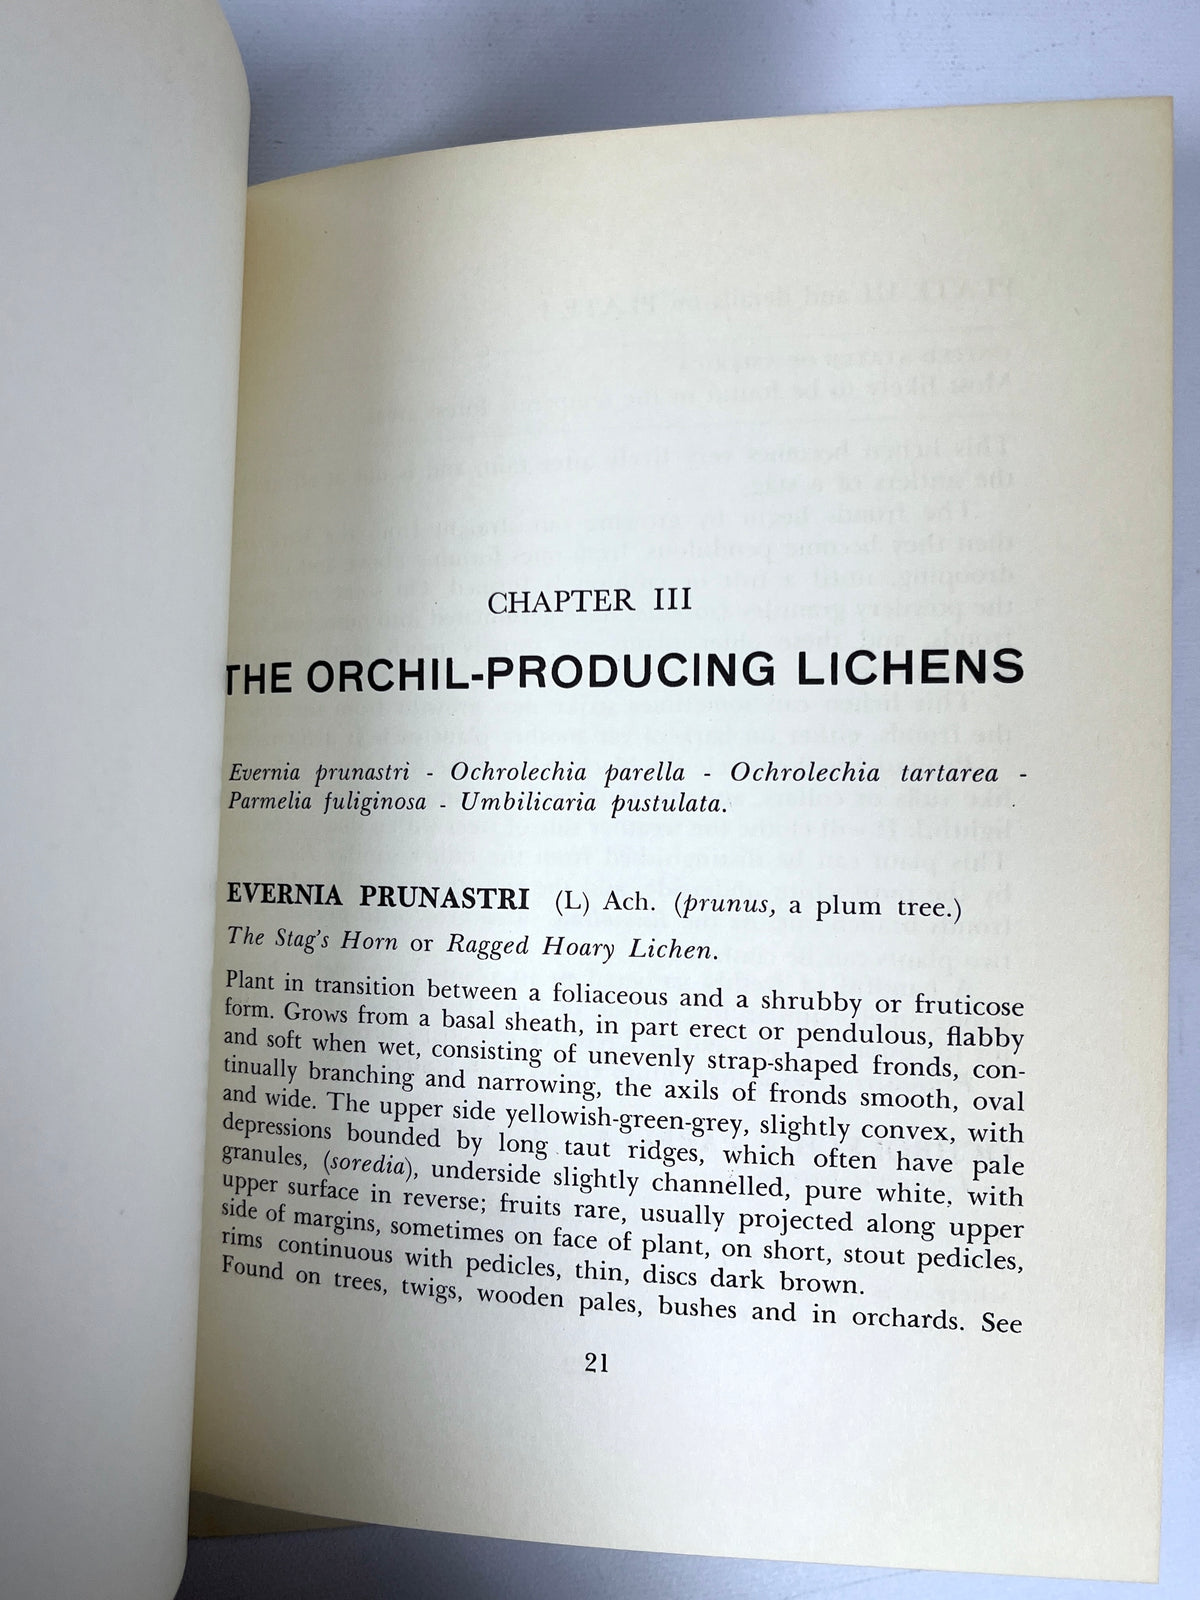 CHAPTER III
THE ORCHIL-PRODUCING LICHENS
Evernia prunastri - Ochrolechia parella - Ochrolechia tartarea -
Parmelia fuliginosa - Umbilicaria pustulata.
EVERNIA PRUNASTRI (L) Ach. (prunus, a plum tree.)
The Stag's Horn or Ragged Hoary Lichen.
Plant in transition between a foliaceous and a shrubby or fruticose
form. Grows from a basal sheath, in part erect or pendulous, flabby
and soft when wet, consisting of unevenly strap-shaped fronds, con-
tinually branching and narrowing, the axils of fronds smooth, oval
and wide. The upper side yellowish-green-grey, slightly convex, with
depressions bounded by long taut ridges, which often have pale
granules, (soredia), underside slightly channelled, pure white, with
upper surface in reverse; fruits rare, usually projected along upper
side of margins, sometimes on face of plant, on short, stout pedicles,
rims continuous with pedicles, thin, discs dark brown.
Found on trees, twigs, wooden pales, bushes and in orchards. See
21